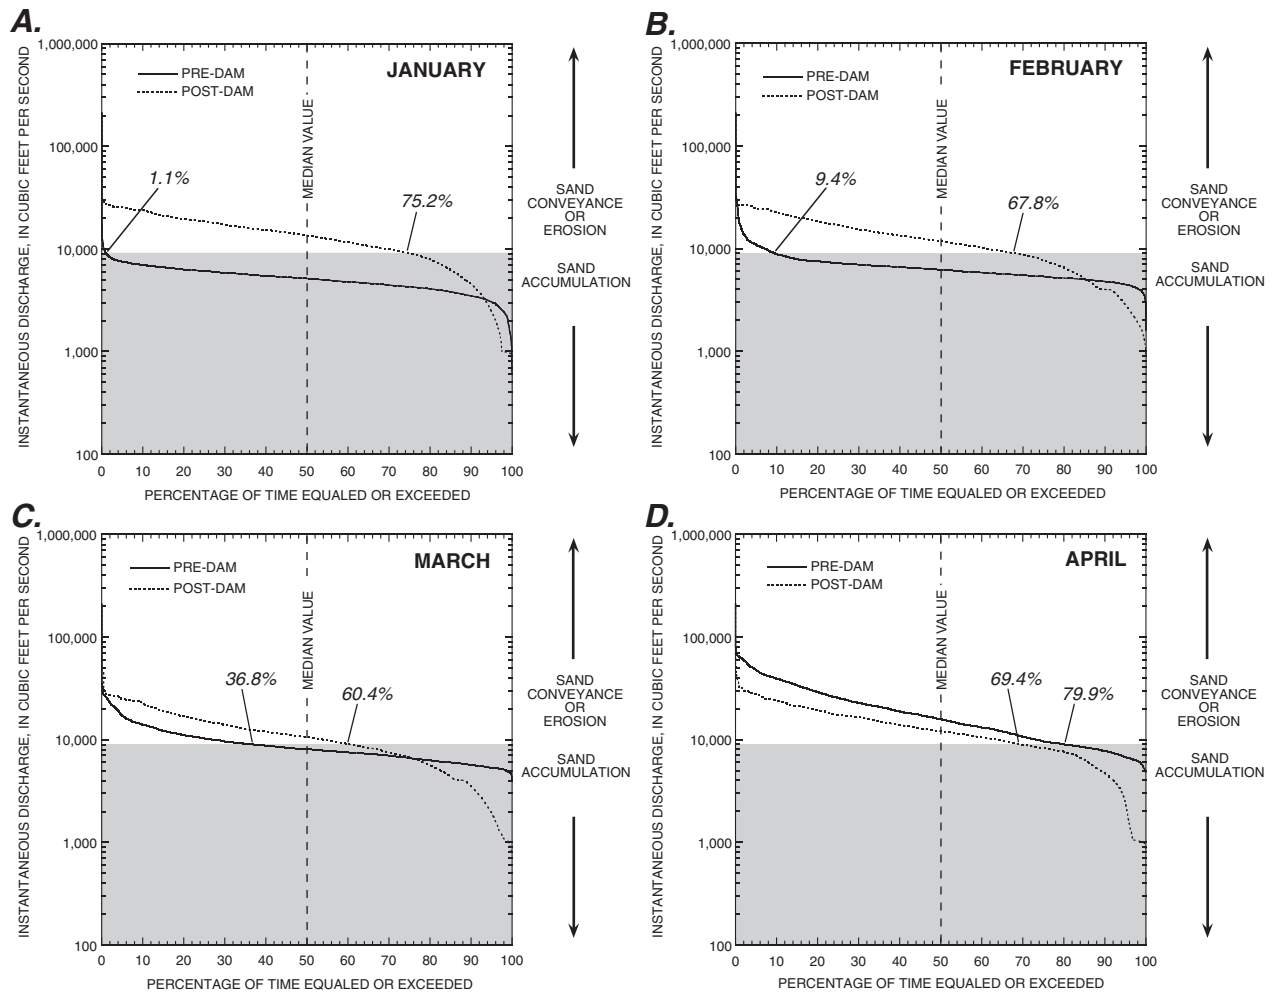 A.
INSTANTANEOUS DISCHARGE, IN CUBIC FEET PER SECOND
1,000,000
100,000
10,000
1,000
100
JANUARY
PRE-DAM
POST-DAM
MEDIAN VALUE
1.1%
75.2%
0 10 20 30 40 50 60 70 80 90 100
PERCENTAGE OF TIME EQUALED OR EXCEEDED
SAND
CONVEYANCE
OR
EROSION
SAND
ACCUMULATION
B.
INSTANTANEOUS DISCHARGE, IN CUBIC FEET PER SECOND
1,000,000
100,000
10,000
1,000
100
FEBRUARY
PRE-DAM
POST-DAM
MEDIAN VALUE
9.4%
67.8%
0 10 20 30 40 50 60 70 80 90 100
PERCENTAGE OF TIME EQUALED OR EXCEEDED
SAND
CONVEYANCE
OR
EROSION
SAND
ACCUMULATION
C.
INSTANTANEOUS DISCHARGE, IN CUBIC FEET PER SECOND
1,000,000
100,000
10,000
1,000
100
MARCH
PRE-DAM
POST-DAM
MEDIAN VALUE
36.8%
60.4%
0 10 20 30 40 50 60 70 80 90 100
PERCENTAGE OF TIME EQUALED OR EXCEEDED
SAND
CONVEYANCE
OR
EROSION
SAND
ACCUMULATION
D.
INSTANTANEOUS DISCHARGE, IN CUBIC FEET PER SECOND
1,000,000
100,000
10,000
1,000
100
APRIL
PRE-DAM
POST-DAM
MEDIAN VALUE
69.4%
79.9%
0 10 20 30 40 50 60 70 80 90 100
PERCENTAGE OF TIME EQUALED OR EXCEEDED
SAND
CONVEYANCE
OR
EROSION
SAND
ACCUMULATION